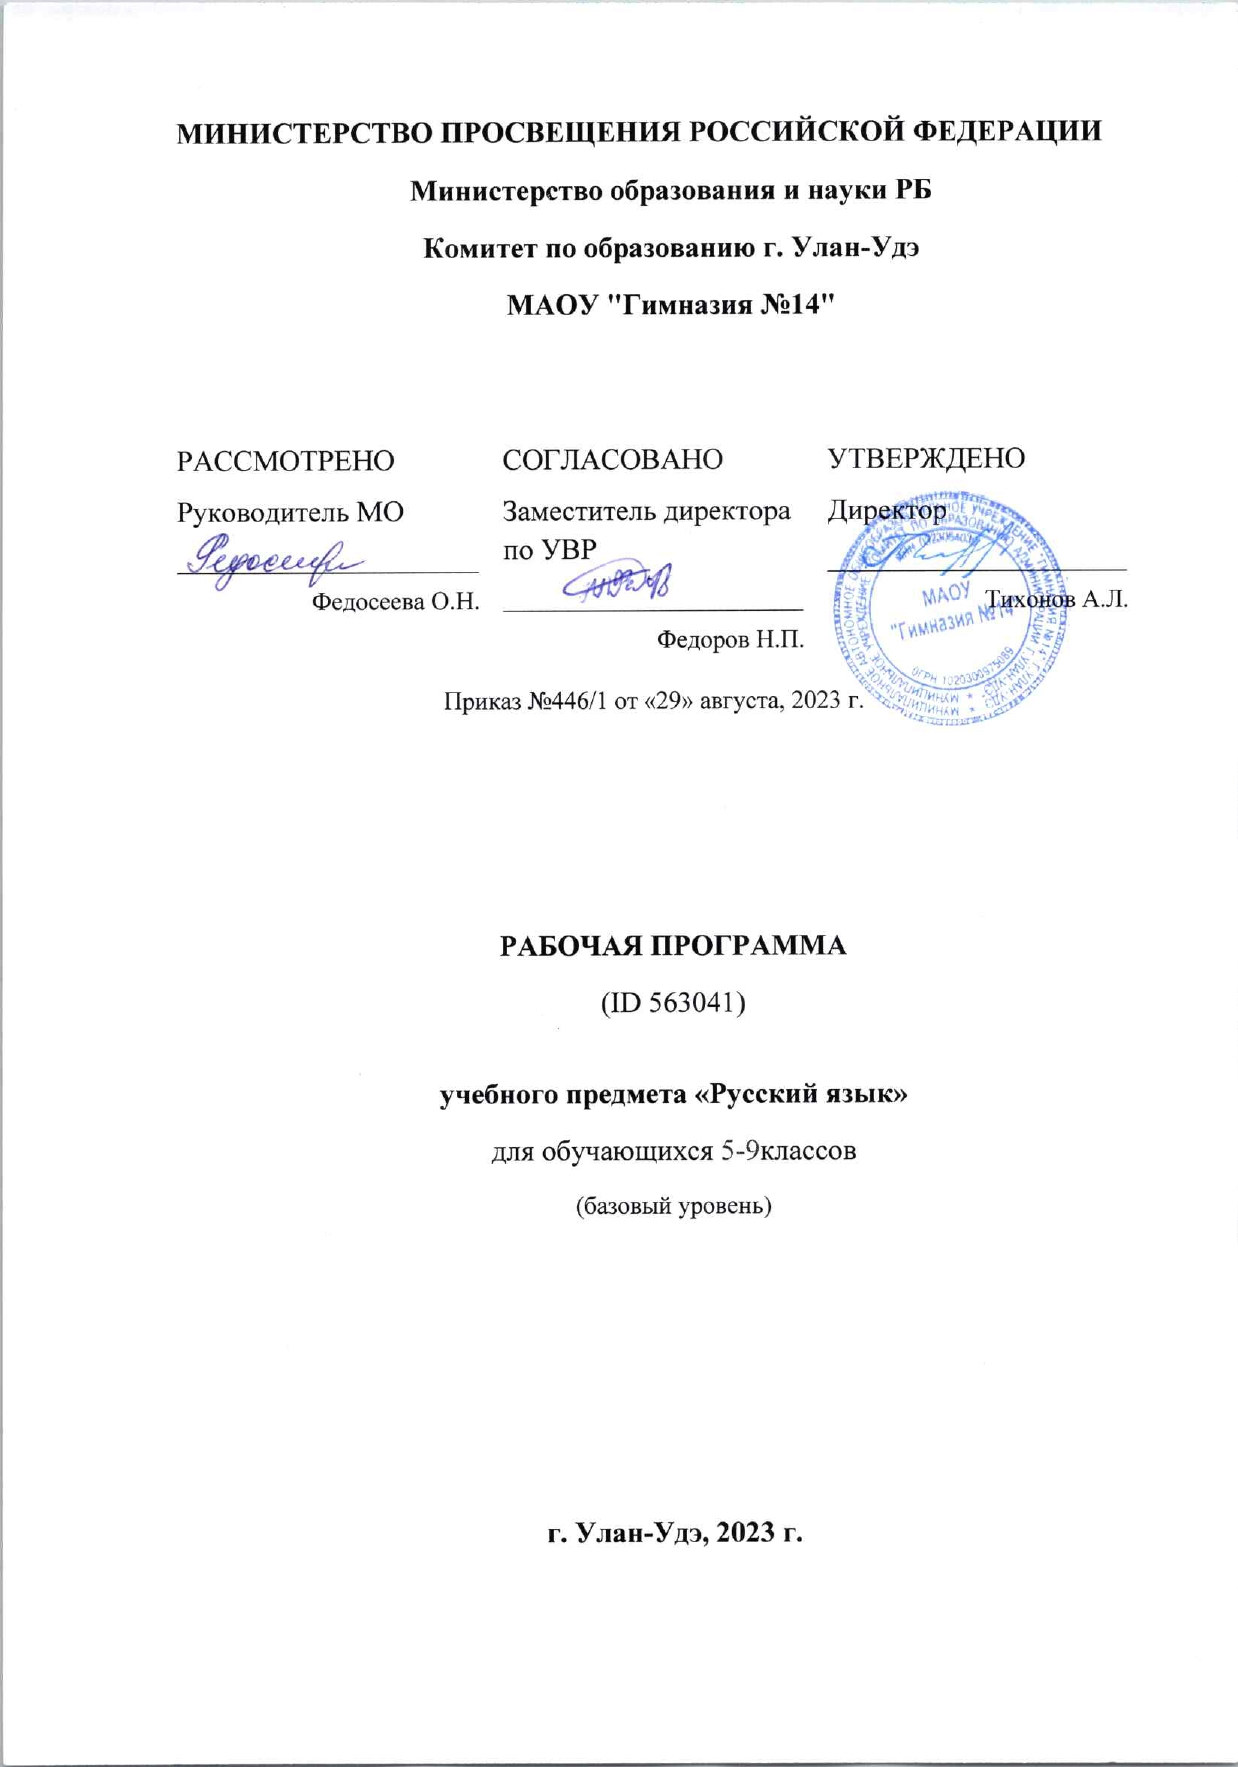 МИНИСТЕРСТВО ПРОСВЕЩЕНИЯ РОССИЙСКОЙ ФЕДЕРАЦИИ
Министерство образования и науки РБ
Комитет по образованию г. Улан-Удэ
МАОУ "Гимназия №14"
РАССМОТРЕНО
Руководитель МО
Федосеева О.Н.
СОГЛАСОВАНО
Заместитель директора
по УВР
Федоров Н.П.
УТВЕРЖДЕНО
Директор
Тихонов А.Л.
МАОУ
"Гимназия №14"
ОГРН 1020300975089
Приказ №446/1 от «29» августа, 2023 г.
РАБОЧАЯ ПРОГРАММА
(ID 563041)
учебного предмета «Русский язык»
для обучающихся 5-9классов
(базовый уровень)
г. Улан-Удэ, 2023 г.